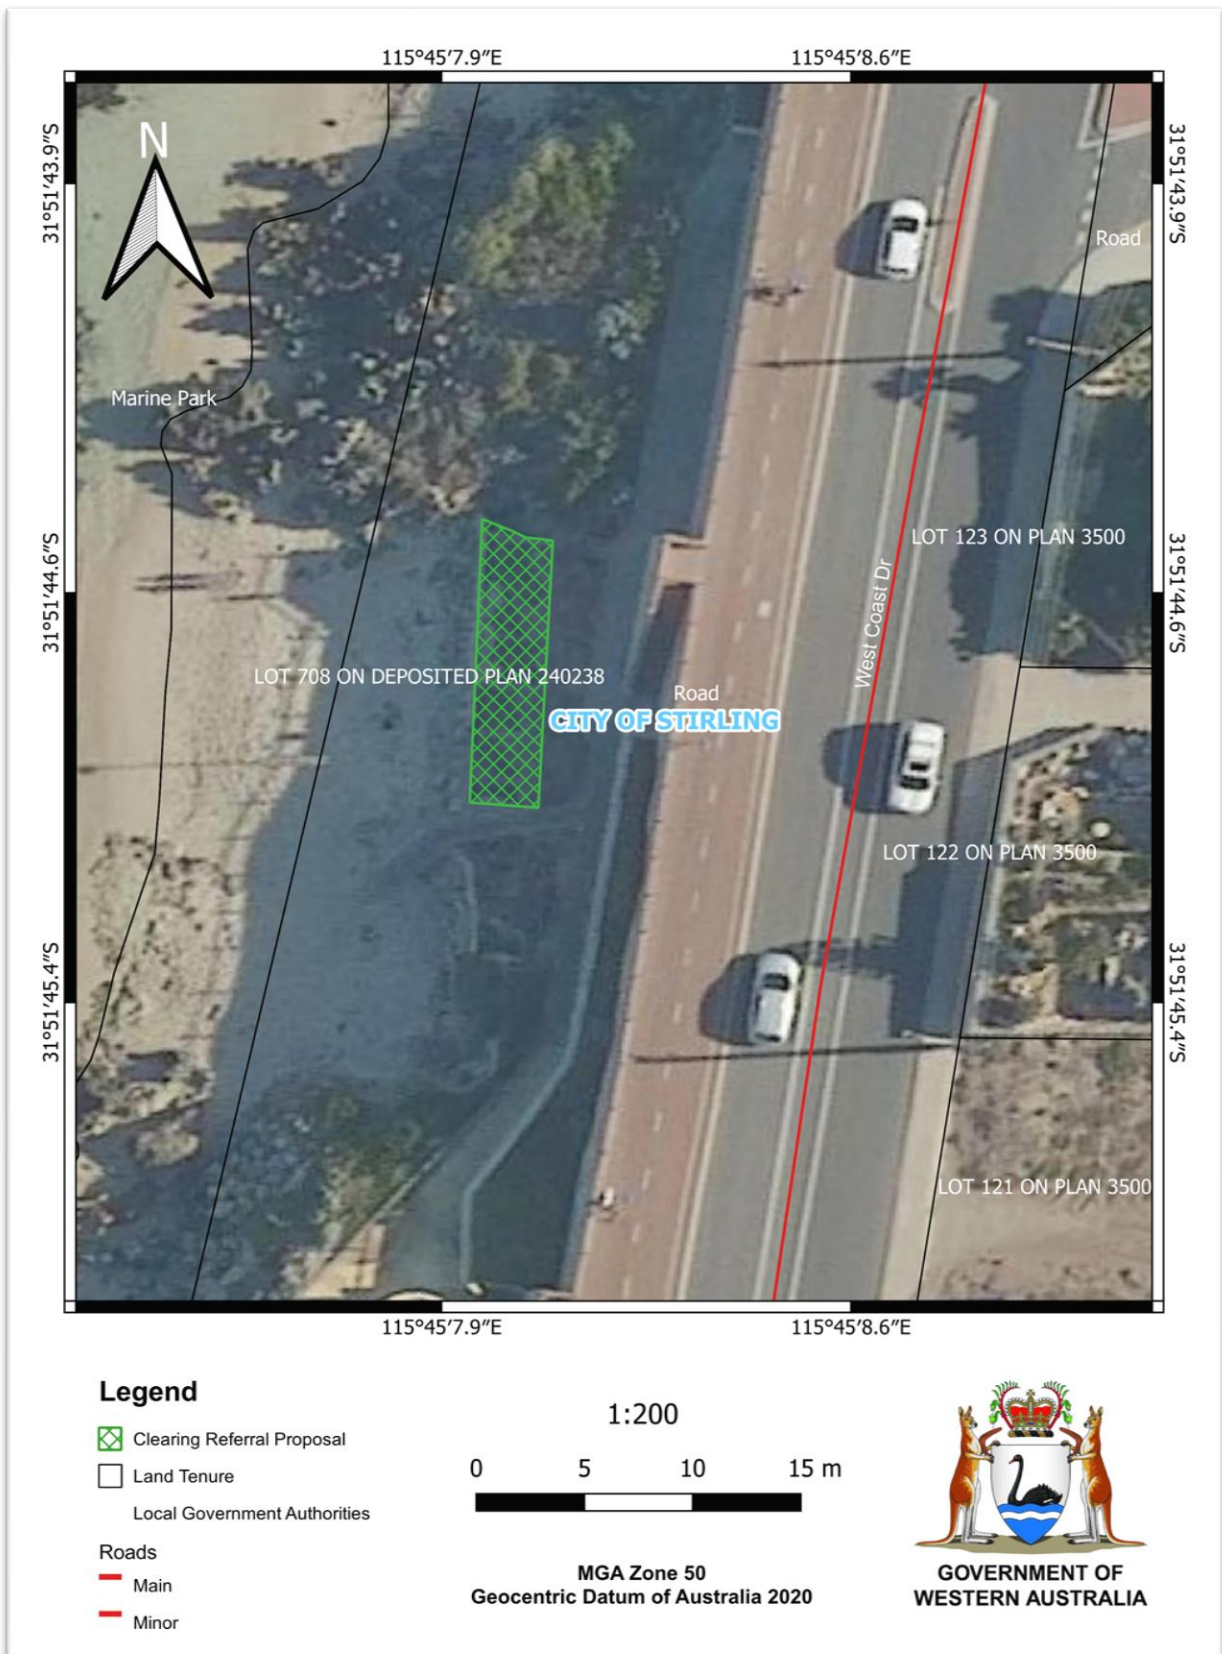 115°45′7.9″E
115°45′8.6″E
31°51′43.9″S
31°51′43.9″S
N
Road
Marine Park
LOT 123 ON PLAN 3500
31°51′44.6″S
31°51′44.6″S
West Coast Dr
LOT 708 ON DEPOSITED PLAN 240238
Road
CITY OF STIRLING
LOT 122 ON PLAN 3500
31°51′45.4″S
31°51′45.4″S
LOT 121 ON PLAN 3500
115°45′7.9″E
115°45′8.6″E
Legend
Clearing Referral Proposal
Land Tenure
Local Government Authorities
Roads
Main
Minor
1:200
0 5 10 15 m
MGA Zone 50
Geocentric Datum of Australia 2020
GOVERNMENT OF
WESTERN AUSTRALIA